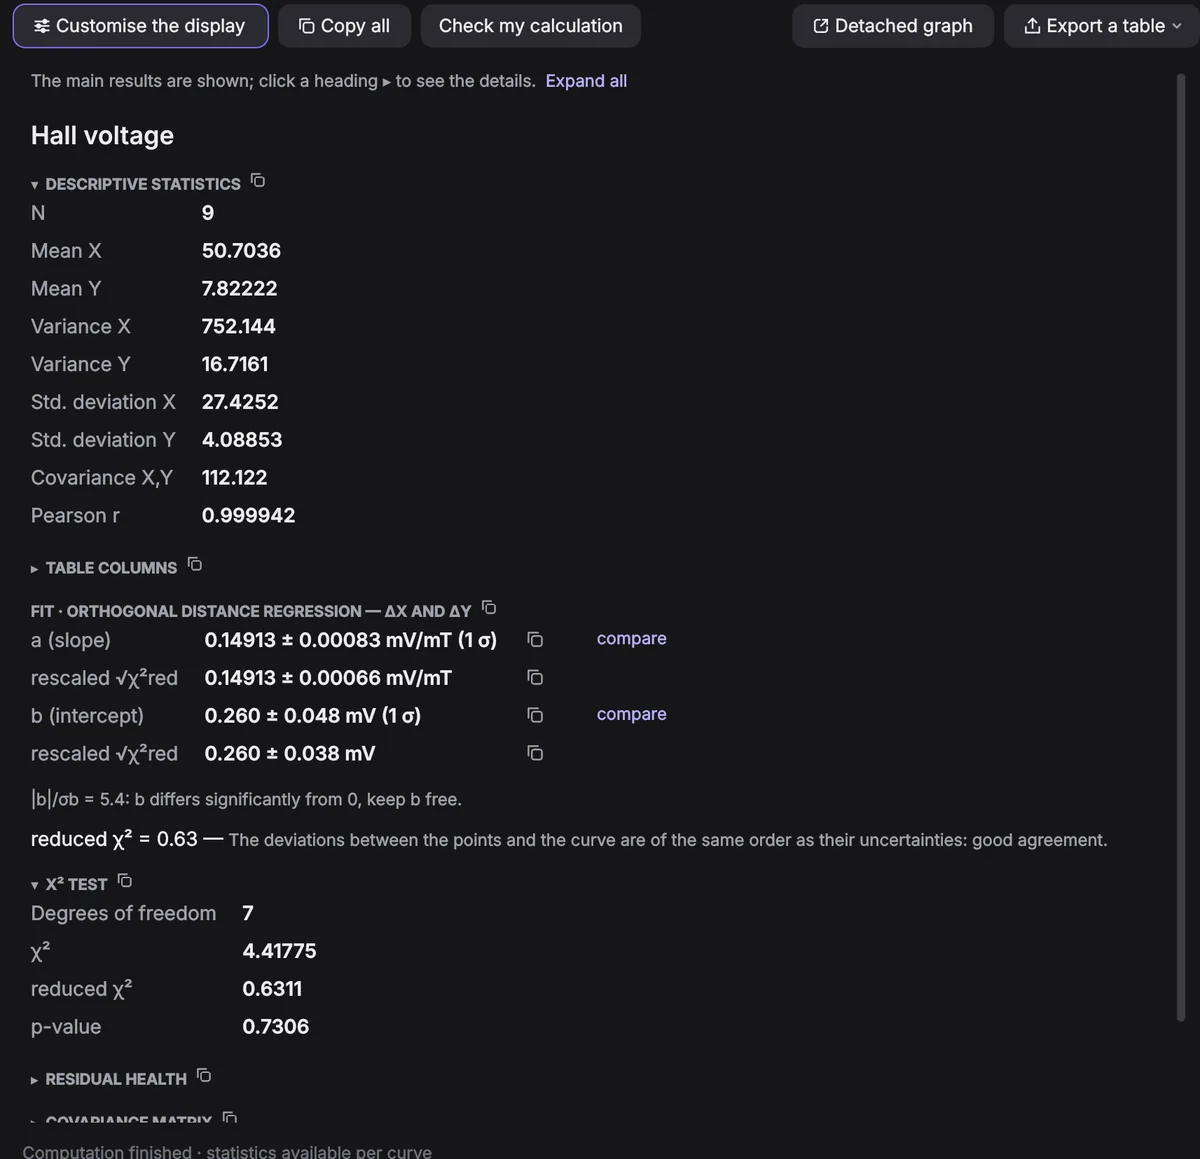 Customise the display Copy all Check my calculation Detached graph Export a table
The main results are shown; click a heading ▸ to see the details. Expand all
Hall voltage
▾ DESCRIPTIVE STATISTICS
N 9
Mean X 50.7036
Mean Y 7.82222
Variance X 752.144
Variance Y 16.7161
Std. deviation X 27.4252
Std. deviation Y 4.08853
Covariance X,Y 112.122
Pearson r 0.999942
▸ TABLE COLUMNS
FIT · ORTHOGONAL DISTANCE REGRESSION — ΔX AND ΔY
a (slope) 0.14913 ± 0.00083 mV/mT (1 σ) compare
rescaled √χ²red 0.14913 ± 0.00066 mV/mT
b (intercept) 0.260 ± 0.048 mV (1 σ) compare
rescaled √χ²red 0.260 ± 0.038 mV
|b|/σb = 5.4: b differs significantly from 0, keep b free.
reduced χ² = 0.63 — The deviations between the points and the curve are of the same order as their uncertainties: good agreement.
▾ Χ² TEST
Degrees of freedom 7
χ² 4.41775
reduced χ² 0.6311
p-value 0.7306
▸ RESIDUAL HEALTH
▸ COVARIANCE MATRIX
Computation finished · statistics available per curve